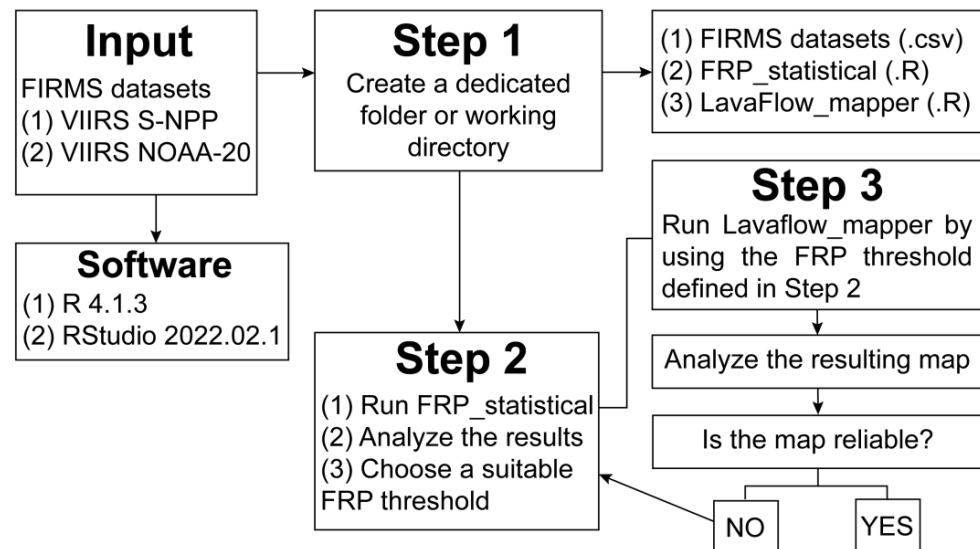 Input
FIRMS datasets
(1) VIIRS S-NPP
(2) VIIRS NOAA-20
Software
(1) R 4.1.3
(2) RStudio 2022.02.1
Step 1
Create a dedicated
folder or working
directory
(1) FIRMS datasets (.csv)
(2) FRP_statistical (.R)
(3) LavaFlow_mapper (.R)
Step 2
(1) Run FRP_statistical
(2) Analyze the results
(3) Choose a suitable
FRP threshold
Step 3
Run Lavaflow_mapper by
using the FRP threshold
defined in Step 2
Analyze the resulting map
Is the map reliable?
NO
YES